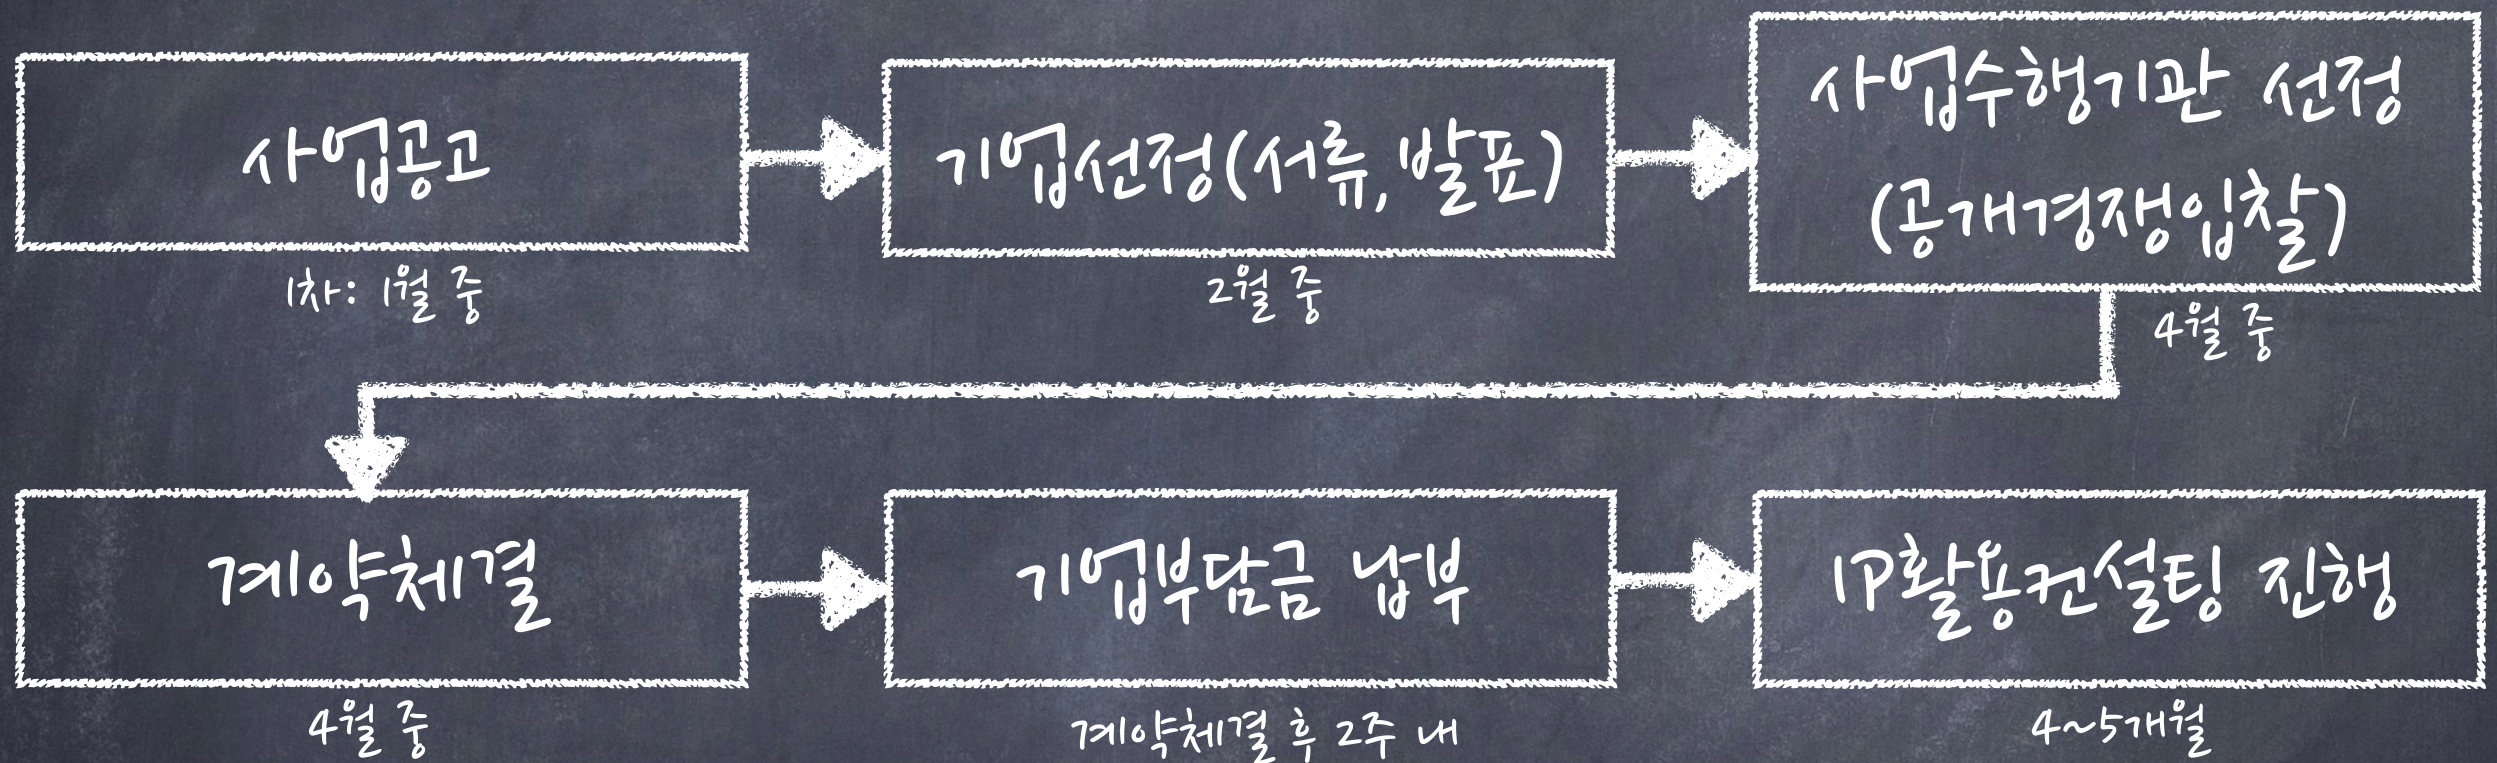 사업공고
1차: 1월 중
기업선정(서류, 발표)
2월 중
사업수행기관 선정
(공개경쟁입찰)
4월 중
계약체결
4월 중
기업부담금 납부
계약체결 후 2주 내
IP활용컨설팅 진행
4~5개월